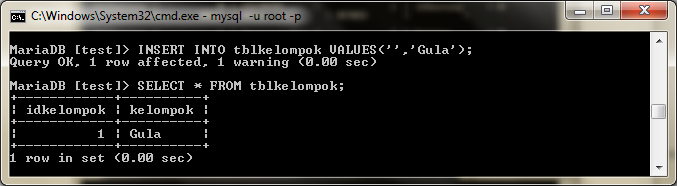 C:\Windows\System32\cmd.exe - mysql  -u root -p
MariaDB [test]> INSERT INTO tblkelompok VALUES('','Gula');
Query OK, 1 row affected, 1 warning (0.00 sec)
MariaDB [test]> SELECT * FROM tblkelompok;
+------------+----------+
| idkelompok | kelompok |
+------------+----------+
|          1 | Gula     |
+------------+----------+
1 row in set (0.00 sec)